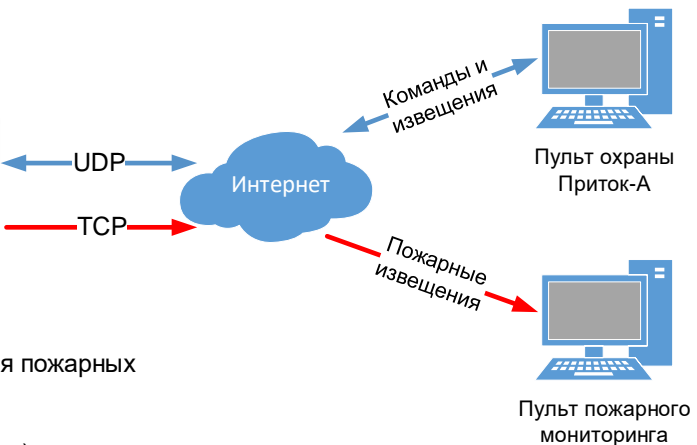 Команды и
извещения
Пульт охраны
Приток-А
UDP
Интернет
TCP
Пожарные
извещения
я пожарных
Пульт пожарного
мониторинга